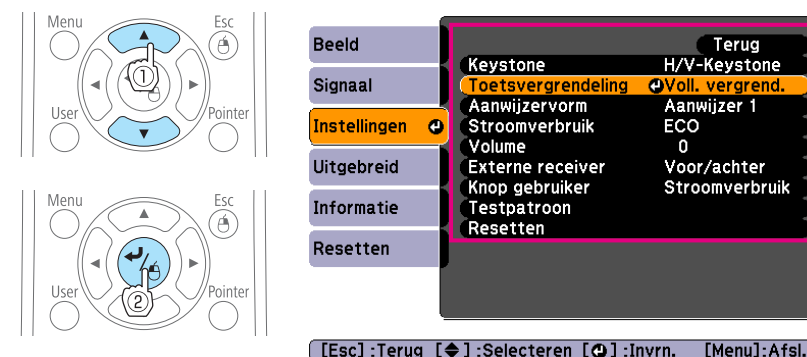 Menu Esc
1
User Pointer
Menu Esc
User Pointer
2
Beeld
Signaal
Instellingen
Uitgebreid
Informatie
Resetten
Terug
Keystone H/V-Keystone
Toetsvergrendeling Voll. vergrend.
Aanwijzervorm Aanwijzer 1
Stroomverbruik ECO
Volume 0
Externe receiver Voor/achter
Knop gebruiker Stroomverbruik
Testpatroon
Resetten
[Esc] :Terug [◆] :Selecteren [⏎] :Invrn. [Menu]:Afsl.